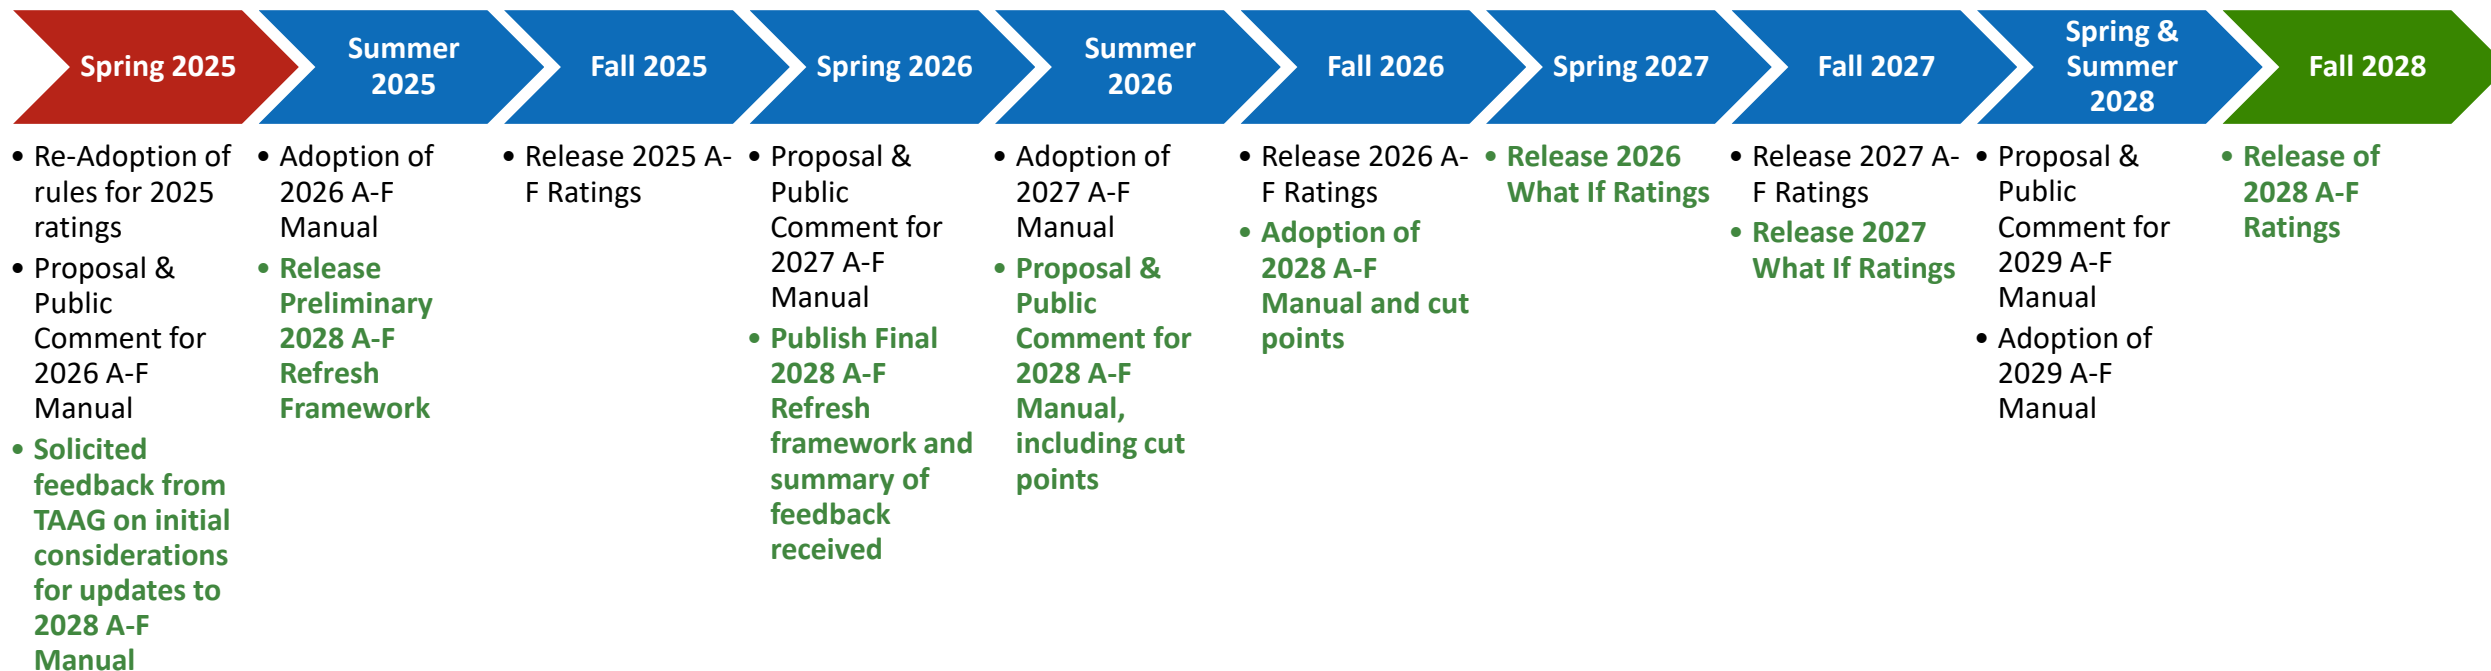 Spring 2025
Summer
2025
Fall 2025
Spring 2026
Summer
2026
Fall 2026
Spring 2027
Fall 2027
Spring &
Summer
2028
Fall 2028
• Re-Adoption of
rules for 2025
ratings
• Proposal &
Public
Comment for
2026 A-F
Manual
• Solicited
feedback from
TAAG on initial
considerations
for updates to
2028 A-F
Manual
• Adoption of
2026 A-F
Manual
• Release
Preliminary
2028 A-F
Refresh
Framework
• Release 2025 A-
F Ratings
• Proposal &
Public
Comment for
2027 A-F
Manual
• Publish Final
2028 A-F
Refresh
framework and
summary of
feedback
received
• Adoption of
2027 A-F
Manual
• Proposal &
Public
Comment for
2028 A-F
Manual,
including cut
points
• Release 2026 A-
F Ratings
• Adoption of
2028 A-F
Manual and cut
points
• Release 2026
What If Ratings
• Release 2027 A-
F Ratings
• Release 2027
What If Ratings
• Proposal &
Public
Comment for
2029 A-F
Manual
• Adoption of
2029 A-F
Manual
• Release of
2028 A-F
Ratings